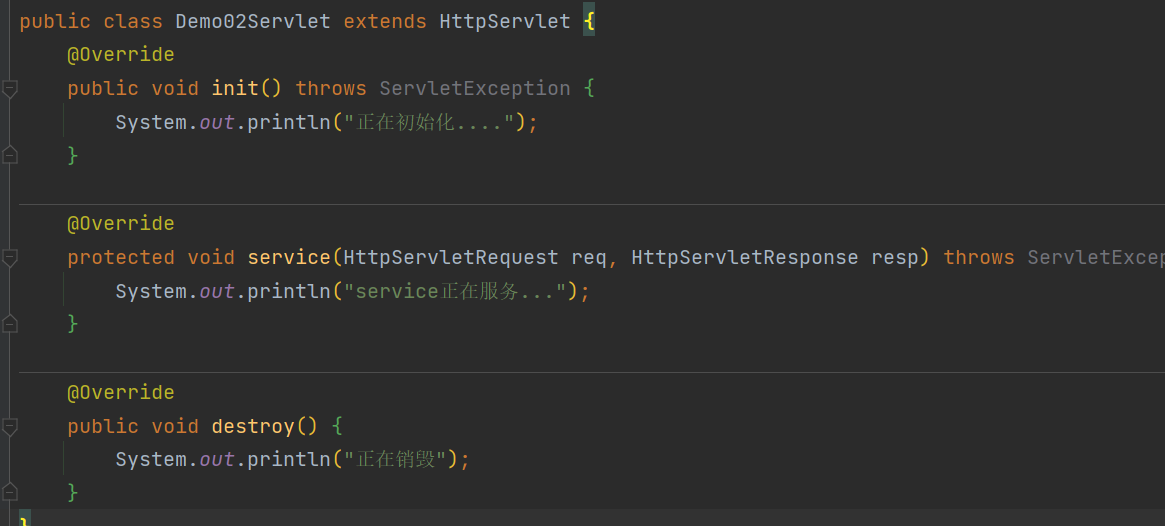 public class Demo02Servlet extends HttpServlet {
@Override
public void init() throws ServletException {
System.out.println("正在初始化....");
}
@Override
protected void service(HttpServletRequest req, HttpServletResponse resp) throws ServletExcep
System.out.println("service正在服务...");
}
@Override
public void destroy() {
System.out.println("正在销毁");
}
}